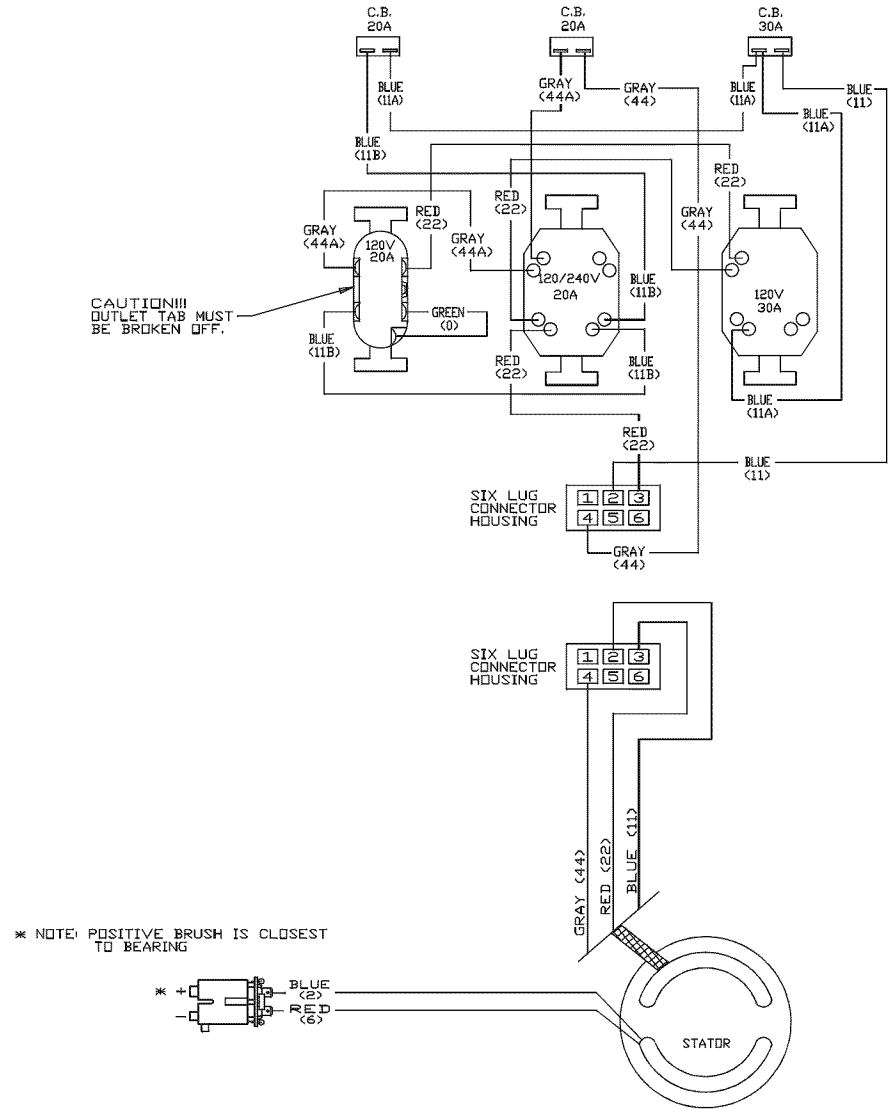 C.B.
20A
C.B.
20A
C.B.
30A
BLUE
(11A)
GRAY
(44A)
GRAY
(44)
BLUE
(11A)
BLUE
(11)
BLUE
(11A)
BLUE
(11B)
RED
(22)
RED
(22)
RED
(22)
GRAY
(44A)
GRAY
(44A)
GRAY
(44)
120V
20A
120/240V
20A
BLUE
(11B)
120V
30A
CAUTION!!!
OUTLET TAB MUST
BE BROKEN OFF.
GREEN
(0)
BLUE
(11B)
RED
(22)
BLUE
(11B)
BLUE
(11A)
RED
(22)
BLUE
(11)
SIX LUG
CONNECTOR
HOUSING
1 2 3
4 5 6
GRAY
(44)
SIX LUG
CONNECTOR
HOUSING
1 2 3
4 5 6
GRAY (44)
RED (22)
BLUE (11)
* NOTE: POSITIVE BRUSH IS CLOSEST
TO BEARING
* +
-
BLUE
(2)
RED
(6)
STATOR